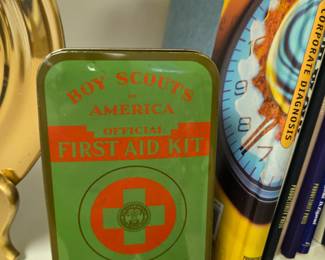 BOY SCOUTS
OF
AMERICA
OFFICIAL
FIRST AID KIT
CORPORATE DIAGNOSIS